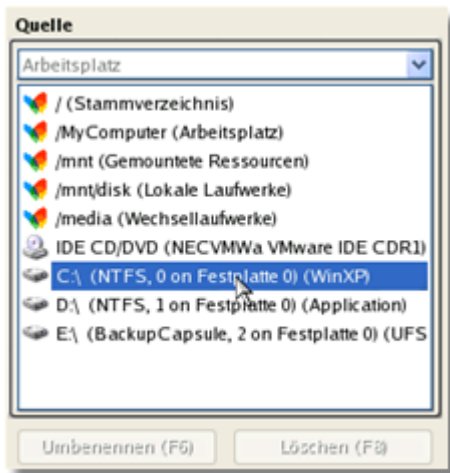 Quelle
Arbeitsplatz
/ (Stammverzeichnis)
/MyComputer (Arbeitsplatz)
/mnt (Gemountete Ressourcen)
/mnt/disk (Lokale Laufwerke)
/media (Wechsellaufwerke)
IDE CD/DVD (NECVMWa VMware IDE CDR1)
C:\ (NTFS, 0 on Festplatte 0) (WinXP)
D:\ (NTFS, 1 on Festplatte 0) (Application)
E:\ (BackupCapsule, 2 on Festplatte 0) (UFS
Umbenennen (F6)
Löschen (F8)